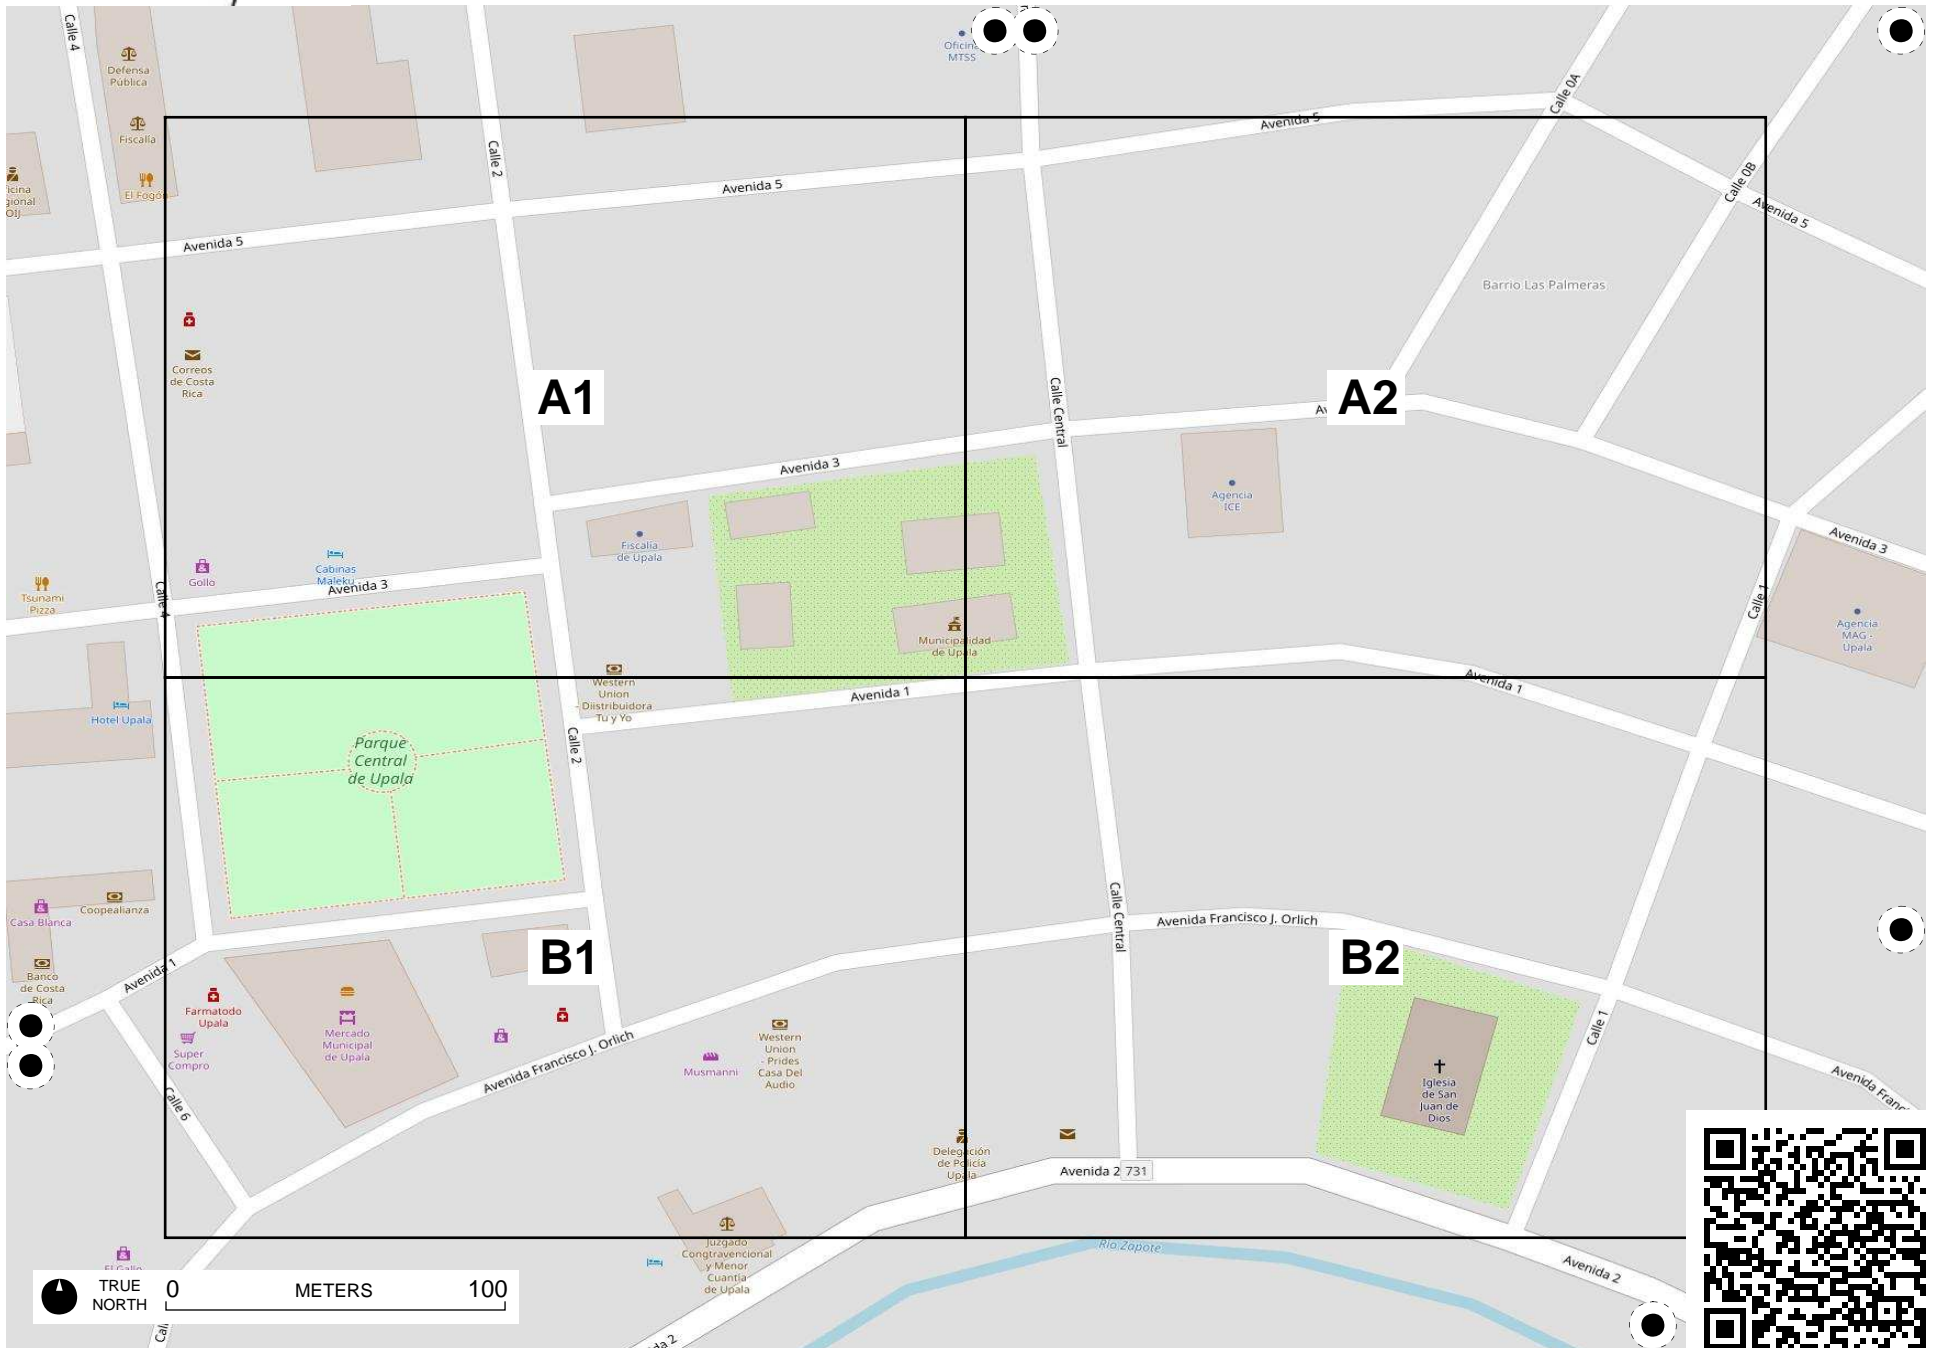 Calle 4
Defensa
Pública
Fiscalía
El Fogón
Calle 2
MTSS
Avenida 5
Calle 0A
Calle 0B
Avenida 5
Avenida 5
Avenida 5
Barrio Las Palmeras
Correos
de Costa
Rica
A1
Calle Central
A2
Avenida 3
Agencia
ICE
Fiscalía
de Upala
Avenida 3
Gollo
Cabinas
Maleku
Avenida 3
Tsunami
Pizza
Calle 4
Calle 1
Agencia
MAG -
Upala
Municipalidad
de Upala
Western
Union
- Diistribuidora
Tu y Yo
Avenida 1
Avenida 1
Hotel Upala
Calle 2
Parque
Central
de Upala
Coopealianza
Casa Blanca
Calle Central
Avenida Francisco J. Orlich
B1
B2
Avenida 1
Banco
de Costa
Rica
Farmatodo
Upala
Super
Compro
Mercado
Municipal
de Upala
Avenida Francisco J. Orlich
Musmanni
Western
Union
- Prides
Casa Del
Audio
Calle 1
Iglesia
de San
Juan de
Dios
Calle 6
Delegación
de Policía
Upala
Avenida 2
731
Juzgado
Congtravencional
y Menor
Cuantía
de Upala
Río Zapote
Avenida 2
TRUE
NORTH
0 METERS 100